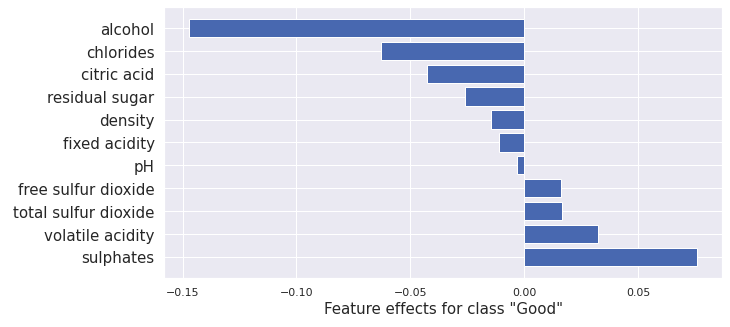 alcohol
chlorides
citric acid
residual sugar
density
fixed acidity
pH
free sulfur dioxide
total sulfur dioxide
volatile acidity
sulphates
−0.15 −0.10 −0.05 0.00 0.05
Feature effects for class "Good"